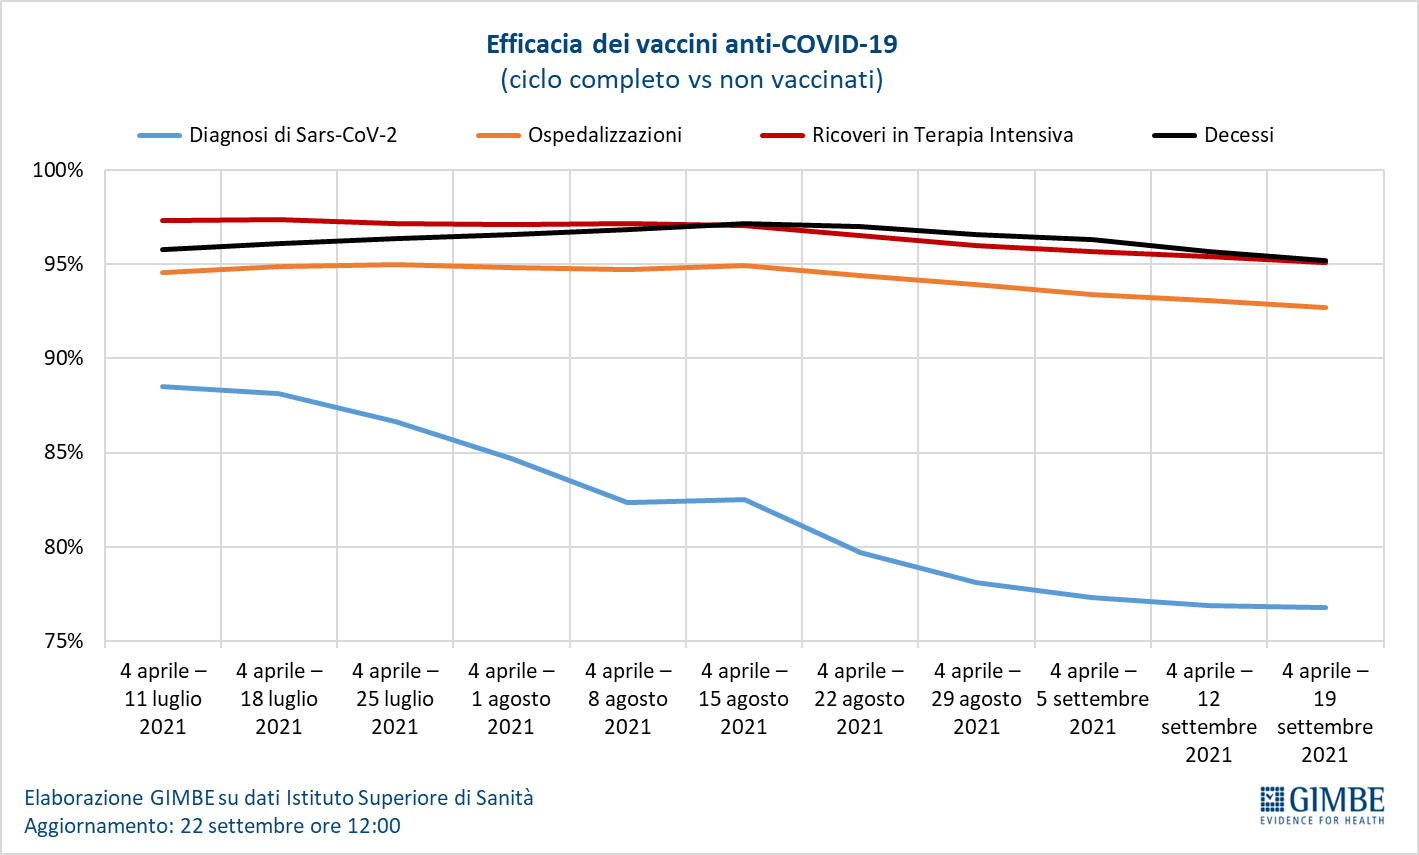 Efficacia dei vaccini anti-COVID-19
(ciclo completo vs non vaccinati)
Diagnosi di Sars-CoV-2
Ospedalizzazioni
Ricoveri in Terapia Intensiva
Decessi
100%
95%
90%
85%
80%
75%
4 aprile –
11 luglio
2021
4 aprile –
18 luglio
2021
4 aprile –
25 luglio
2021
4 aprile –
1 agosto
2021
4 aprile –
8 agosto
2021
4 aprile –
15 agosto
2021
4 aprile –
22 agosto
2021
4 aprile –
29 agosto
2021
4 aprile –
5 settembre
2021
4 aprile –
12
settembre
2021
4 aprile –
19
settembre
2021
Elaborazione GIMBE su dati Istituto Superiore di Sanità
Aggiornamento: 22 settembre ore 12:00
GIMBE
EVIDENCE FOR HEALTH